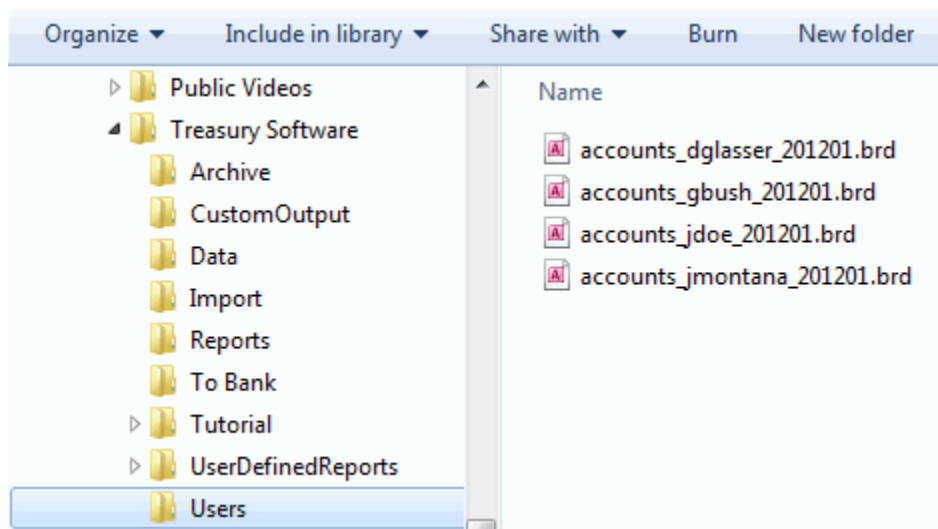 Organize Include in library Share with Burn New folder
Public Videos
Treasury Software
Archive
CustomOutput
Data
Import
Reports
To Bank
Tutorial
UserDefinedReports
Users
Name
accounts_dglasser_201201.brd
accounts_gbush_201201.brd
accounts_jdoe_201201.brd
accounts_jmontana_201201.brd